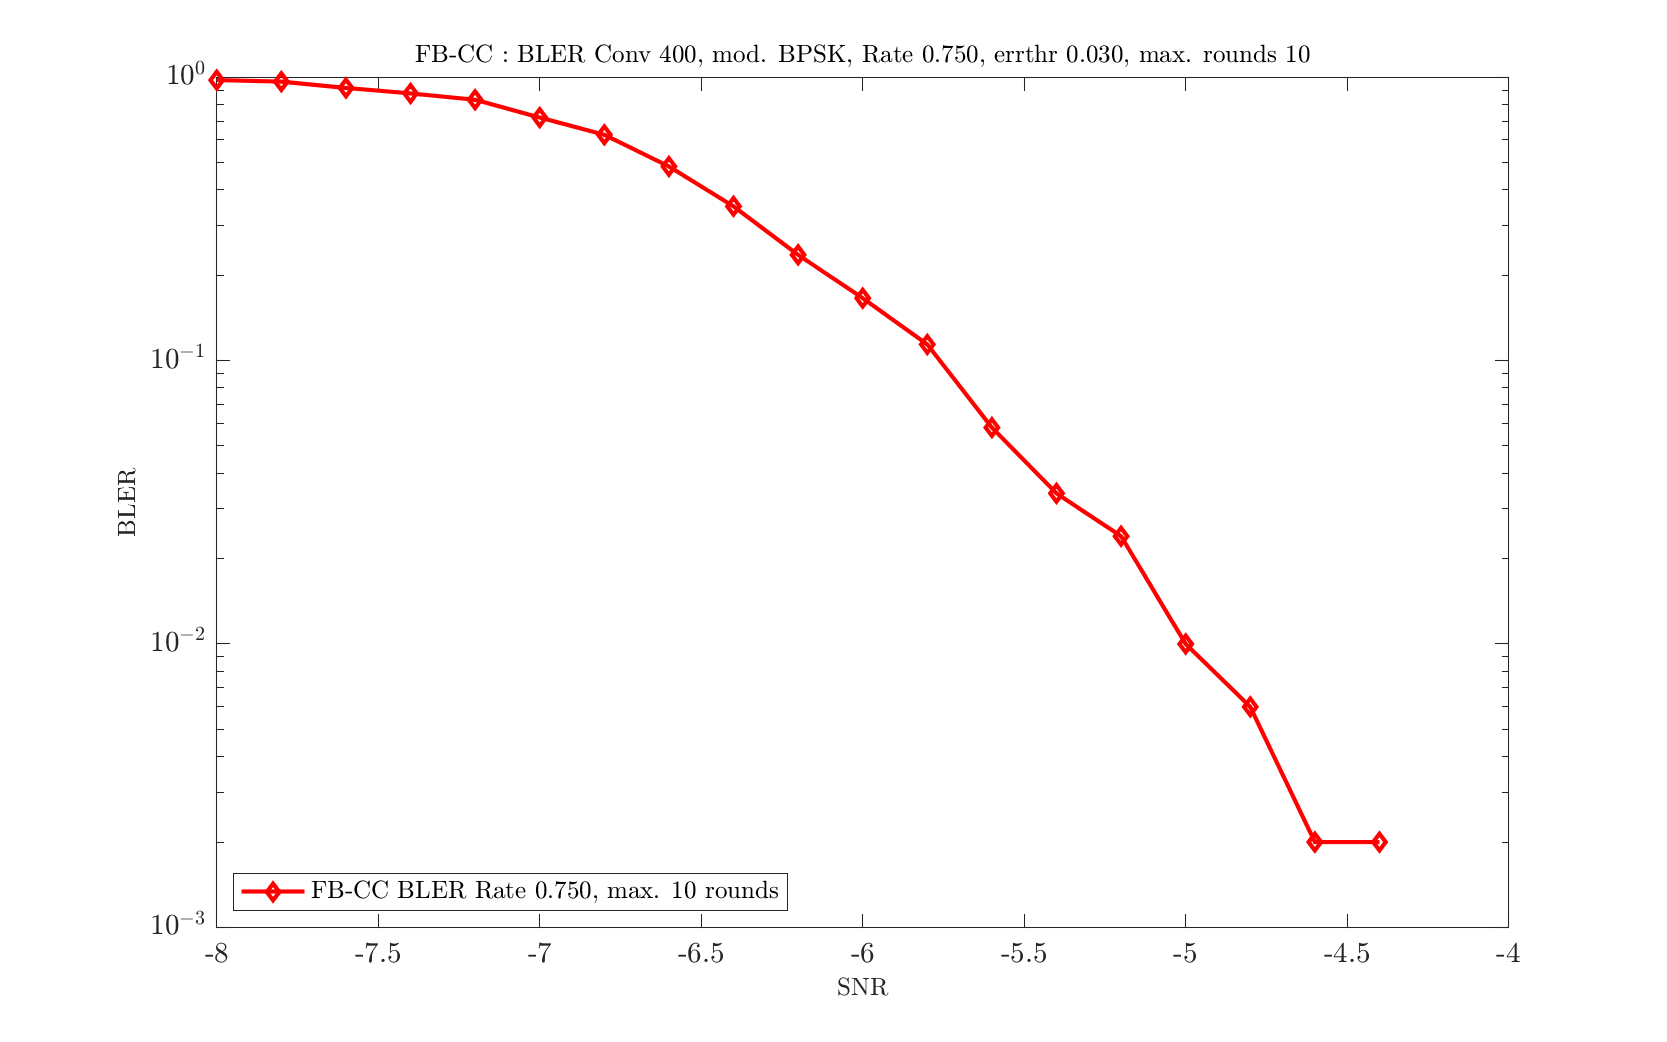 FB-CC : BLER Conv 400, mod. BPSK, Rate 0.750, errthr 0.030, max. rounds 10
10^0
10^-1
10^-2
10^-3
BLER
FB-CC BLER Rate 0.750, max. 10 rounds
-8 -7.5 -7 -6.5 -6 -5.5 -5 -4.5 -4
SNR